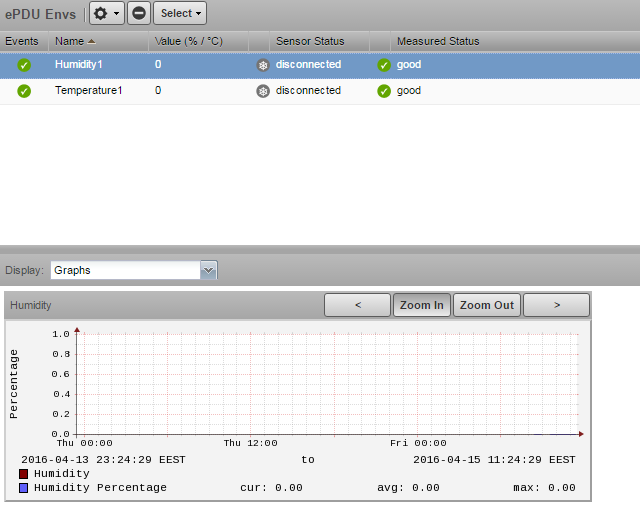 ePDU Envs Select
Events Name Value (% / °C) Sensor Status Measured Status
Humidity1 0 disconnected good
Temperature1 0 disconnected good
Display: Graphs
Humidity < Zoom In Zoom Out >
1.0
0.8
0.6
0.4
0.2
0.0
Percentage
Thu 00:00 Thu 12:00 Fri 00:00
2016-04-13 23:24:29 EEST to 2016-04-15 11:24:29 EEST
Humidity
Humidity Percentage cur: 0.00 avg: 0.00 max: 0.00